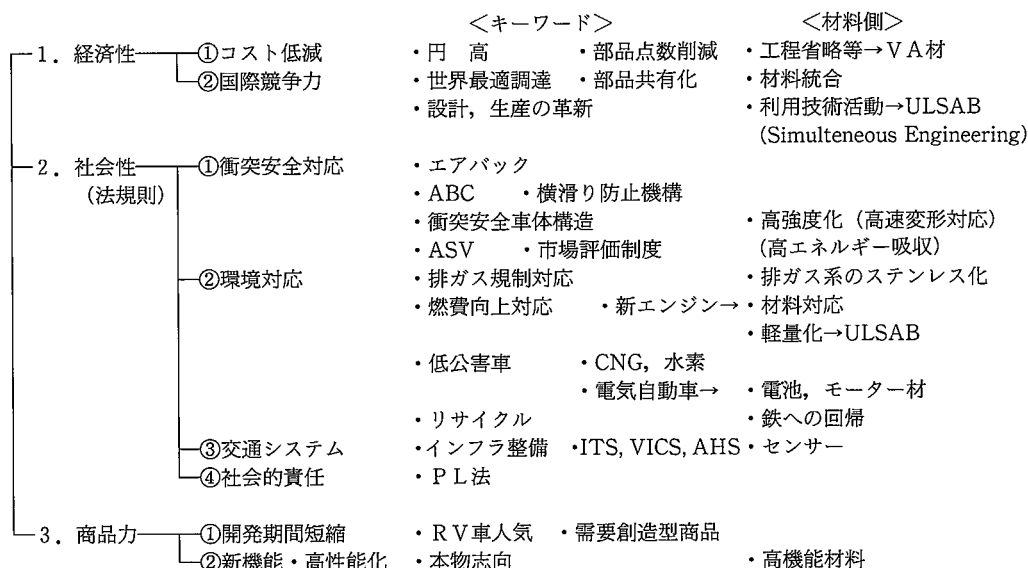 ＜キーワード＞ ＜材料側＞
1．経済性 ①コスト低減 ・円　高 ・部品点数削減 ・工程省略等→ＶＡ材
②国際競争力 ・世界最適調達 ・部品共有化 ・材料統合
・設計，生産の革新 ・利用技術活動→ULSAB
(Simulteneous Engineering)
2．社会性 ①衝突安全対応 ・エアバック
（法規則） ・ABC ・横滑り防止機構
・衝突安全車体構造 ・高強度化（高速変形対応）
・ASV ・市場評価制度 （高エネルギー吸収）
②環境対応 ・排ガス規制対応 ・排ガス系のステンレス化
・燃費向上対応 ・新エンジン→ ・材料対応
・軽量化→ULSAB
・低公害車 ・CNG，水素
・電気自動車→ ・電池，モーター材
・リサイクル ・鉄への回帰
③交通システム ・インフラ整備 ・ITS, VICS, AHS ・センサー
④社会的責任 ・ＰＬ法
3．商品力 ①開発期間短縮 ・ＲＶ車人気 ・需要創造型商品
②新機能・高性能化 ・本物志向 ・高機能材料